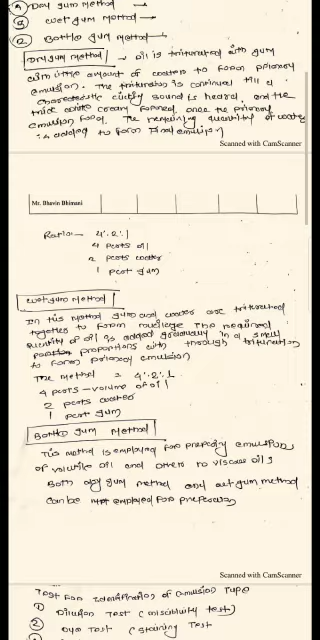 ① Dry gum method →
② wet gum method →
③ Bottle gum method →
Dry gum method → oil is triturated with gum
with little amount of water to form primary
emulsion. The trituration is continued till a
characteristic clicking sound is heard, and the
thick white cream formed, once the primary
emulsion form. The remaining quantity of water
is added to form final emulsion
Scanned with CamScanner
Mr. Bhavin Bhimani
Ratio:- 4:2:1
4 parts oil
2 parts water
1 part gum
wet gum method
In this method gum and water are triturated
together to form mucilage The required
quantity of oil is added gradually in a small
proportions with through trituration
to form primary emulsion
The method = 4:2:1
4 parts - volume of oil
2 parts water
1 part gum
Bottle gum method
This method is employed for preparing emulsion
of volatile oil and others no viscous oils
Both dry gum method and wet gum method
can be employed for
Scanned with CamScanner
Test for Identification of emulsion type
① Dilution Test (miscibility test)
② Dye Test (staining Test